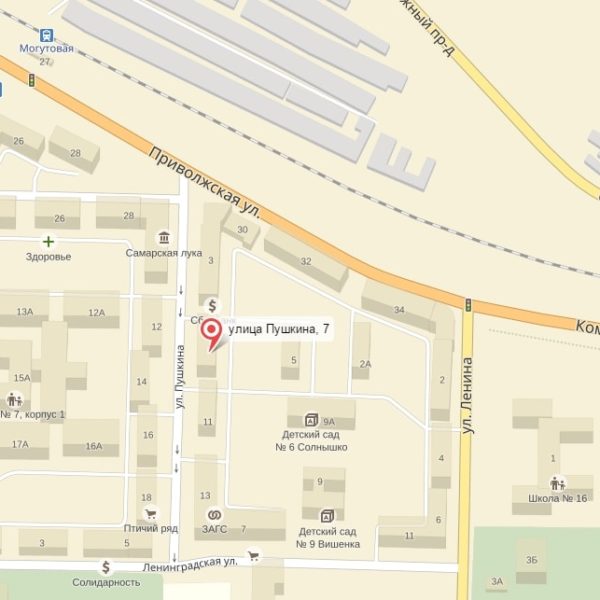 Могутовая
27
жный пр-д
26
28
Приволжская ул.
26
28
30
Самарская лука
Здоровье
3
32
34
13А
12А
12
улица Пушкина, 7
Ком
ул. Пушкина
5
2А
2
ул. Ленина
15А
14
№ 7, корпус 1
11
9А
Детский сад
№ 6 Солнышко
16
17А
16А
4
1
9
Школа № 16
18
13
Птичий ряд
ЗАГС
7
Детский сад
№ 9 Вишенка
6
11
3
5
Ленинградская ул.
Солидарность
3Б
3А